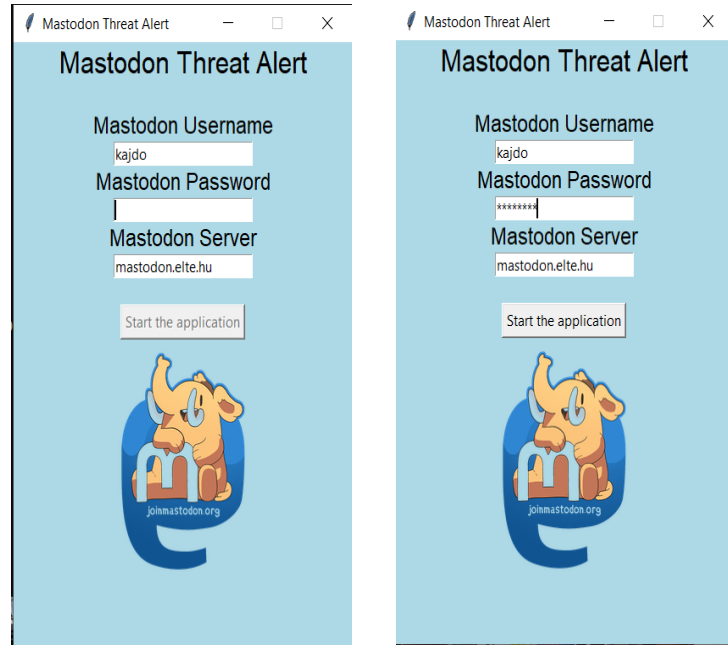 Mastodon Threat Alert
Mastodon Threat Alert
Mastodon Username
kajdo
Mastodon Password
Mastodon Server
mastodon.elte.hu
Start the application
joinmastodon.org
Mastodon Threat Alert
Mastodon Threat Alert
Mastodon Username
kajdo
Mastodon Password
********
Mastodon Server
mastodon.elte.hu
Start the application
joinmastodon.org